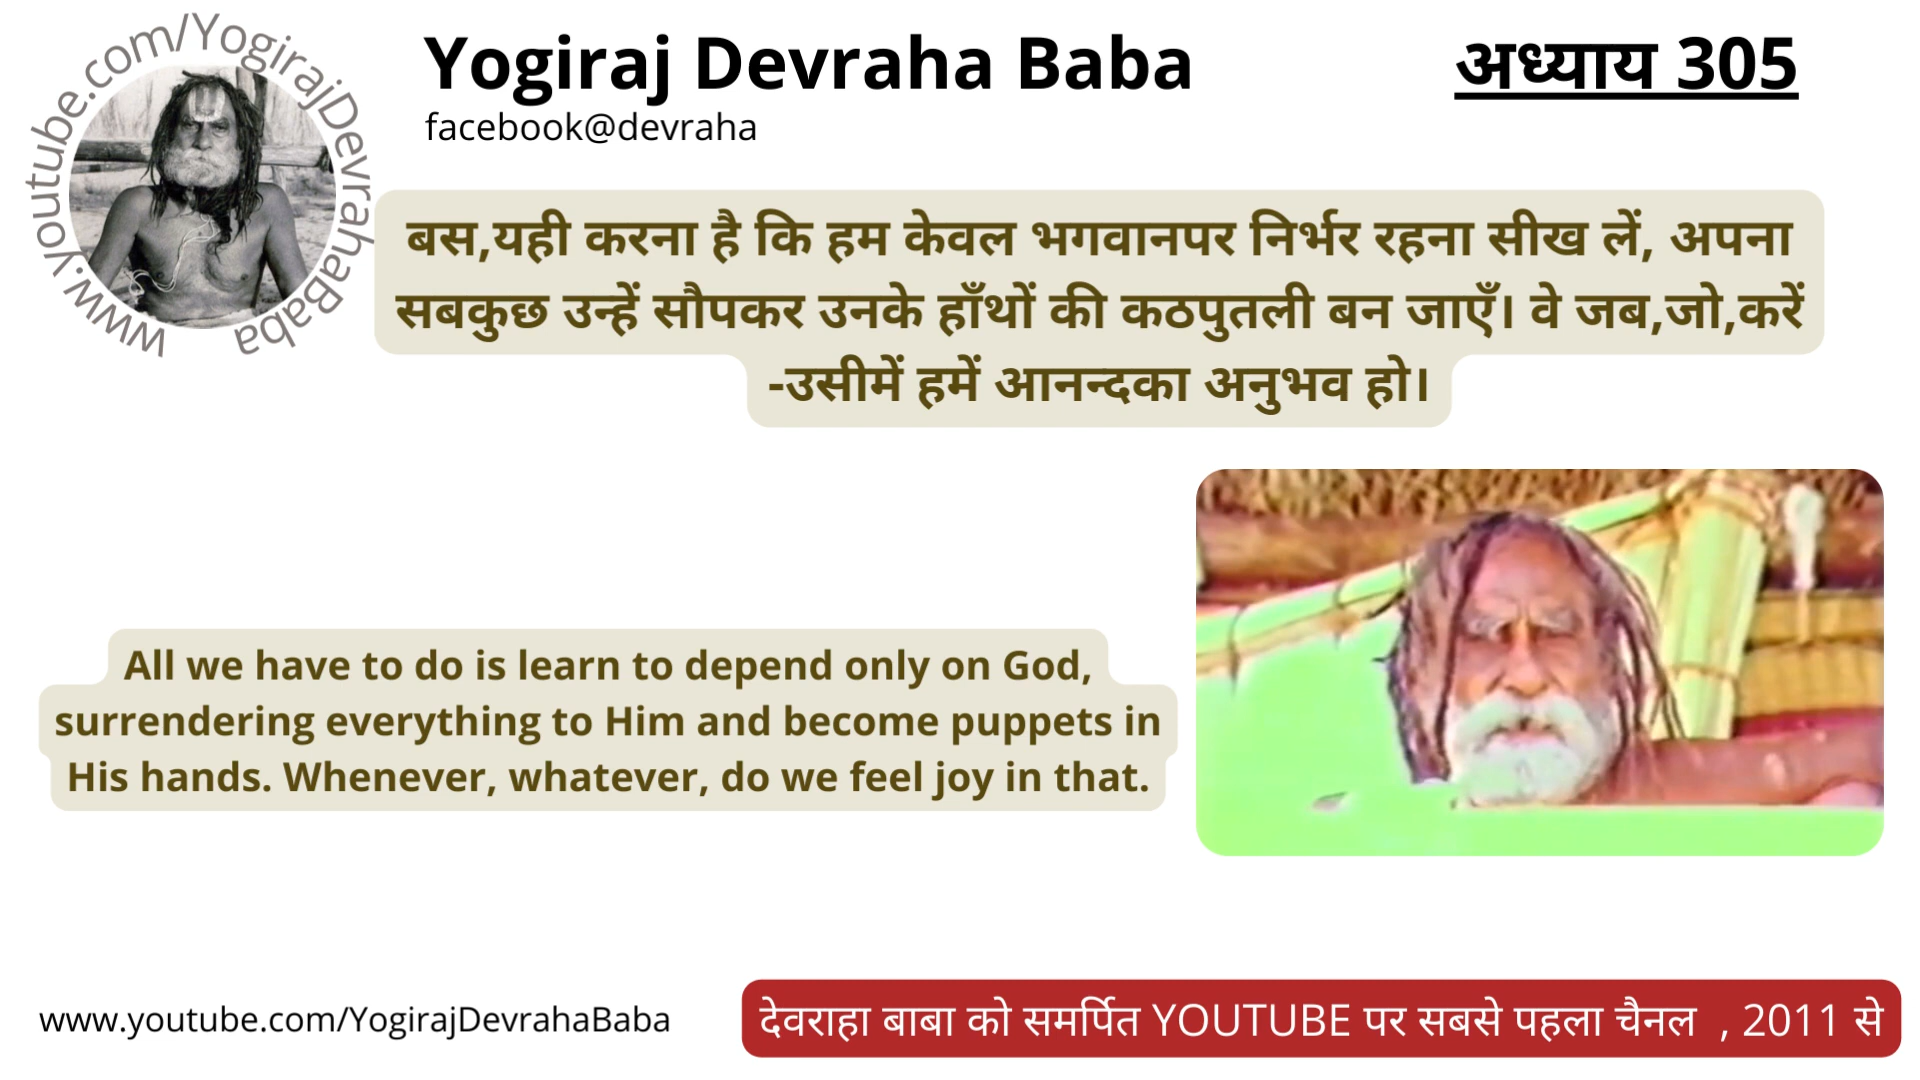 www.youtube.com/YogirajDevrahaBaba
Yogiraj Devraha Baba
अध्याय 305
facebook@devraha
बस,यही करना है कि हम केवल भगवानपर निर्भर रहना सीख लें, अपना
सबकुछ उन्हें सौपकर उनके हाँथों की कठपुतली बन जाएँ। वे जब,जो,करें
-उसीमें हमें आनन्दका अनुभव हो।
All we have to do is learn to depend only on God,
surrendering everything to Him and become puppets in
His hands. Whenever, whatever, do we feel joy in that.
www.youtube.com/YogirajDevrahaBaba
देवराहा बाबा को समर्पित YOUTUBE पर सबसे पहला चैनल , 2011 से